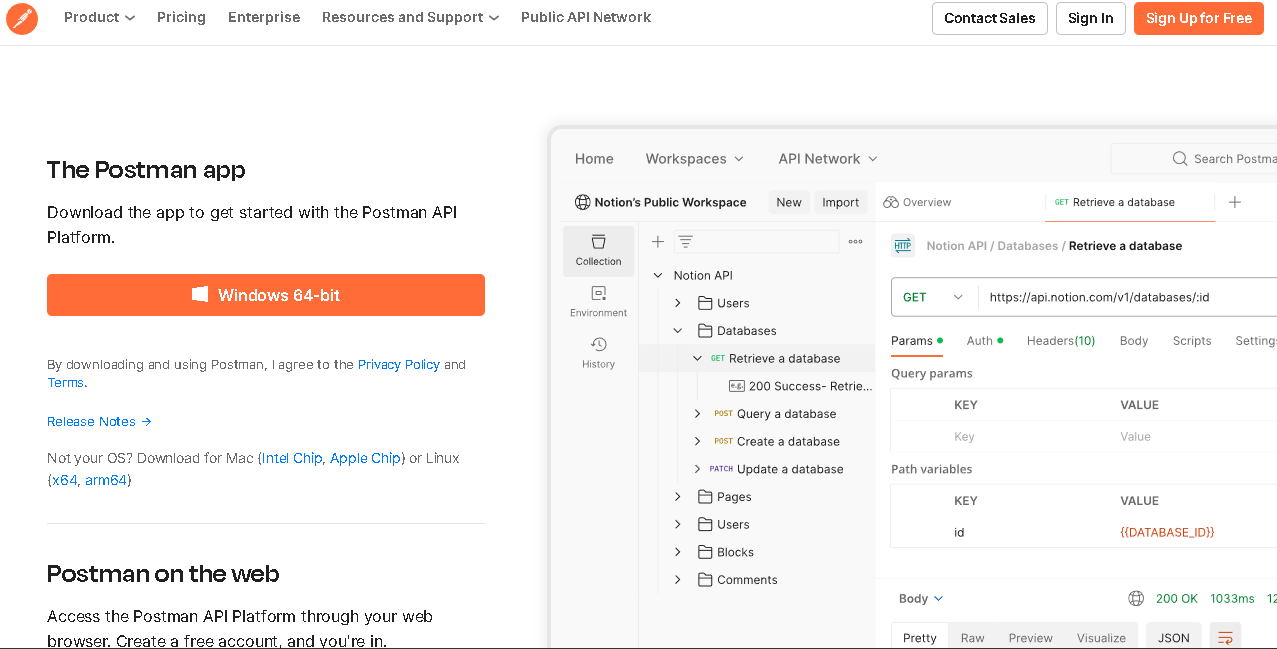 Product Pricing Enterprise Resources and Support Public API Network Contact Sales Sign In Sign Up for Free
The Postman app
Download the app to get started with the Postman API
Platform.
Windows 64-bit
By downloading and using Postman, I agree to the Privacy Policy and
Terms.
Release Notes →
Not your OS? Download for Mac (Intel Chip, Apple Chip) or Linux
(x64, arm64)
Postman on the web
Access the Postman API Platform through your web
browser. Create a free account, and you're in.
Home Workspaces API Network Search Postma
Notion's Public Workspace New Import
Overview GET Retrieve a database
Collection
Environment
History
Notion API
Users
Databases
GET Retrieve a database
e.g. 200 Success- Retrie...
POST Query a database
POST Create a database
PATCH Update a database
Pages
Users
Blocks
Comments
HTTP Notion API / Databases / Retrieve a database
GET https://api.notion.com/v1/databases/:id
Params Auth Headers(10) Body Scripts Settings
Query params
KEY VALUE
Key Value
Path variables
KEY VALUE
id {{DATABASE_ID}}
Body 200 OK 1033ms 12
Pretty Raw Preview Visualize JSON